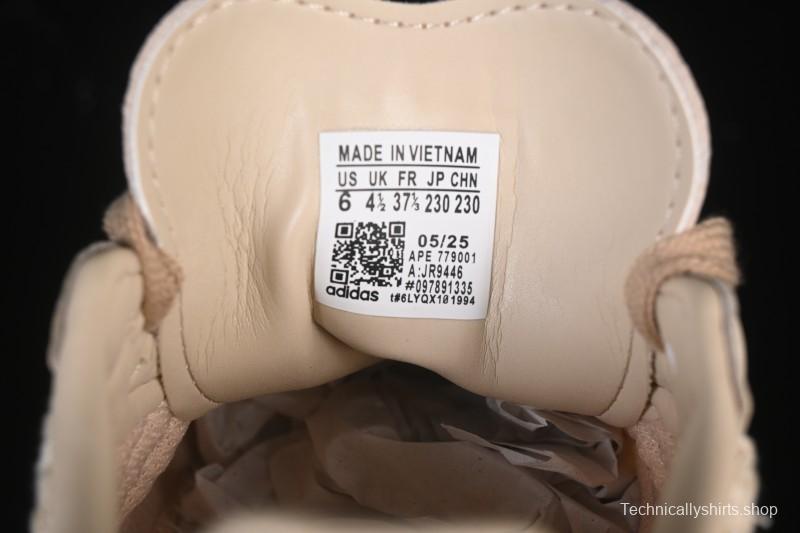 MADE IN VIETNAM
US UK FR JP CHN
6 4½ 37⅓ 230 230
05/25
APE 779001
A:JR9446
#097891335
adidas t#6LYQX101994
Technicallyshirts.shop